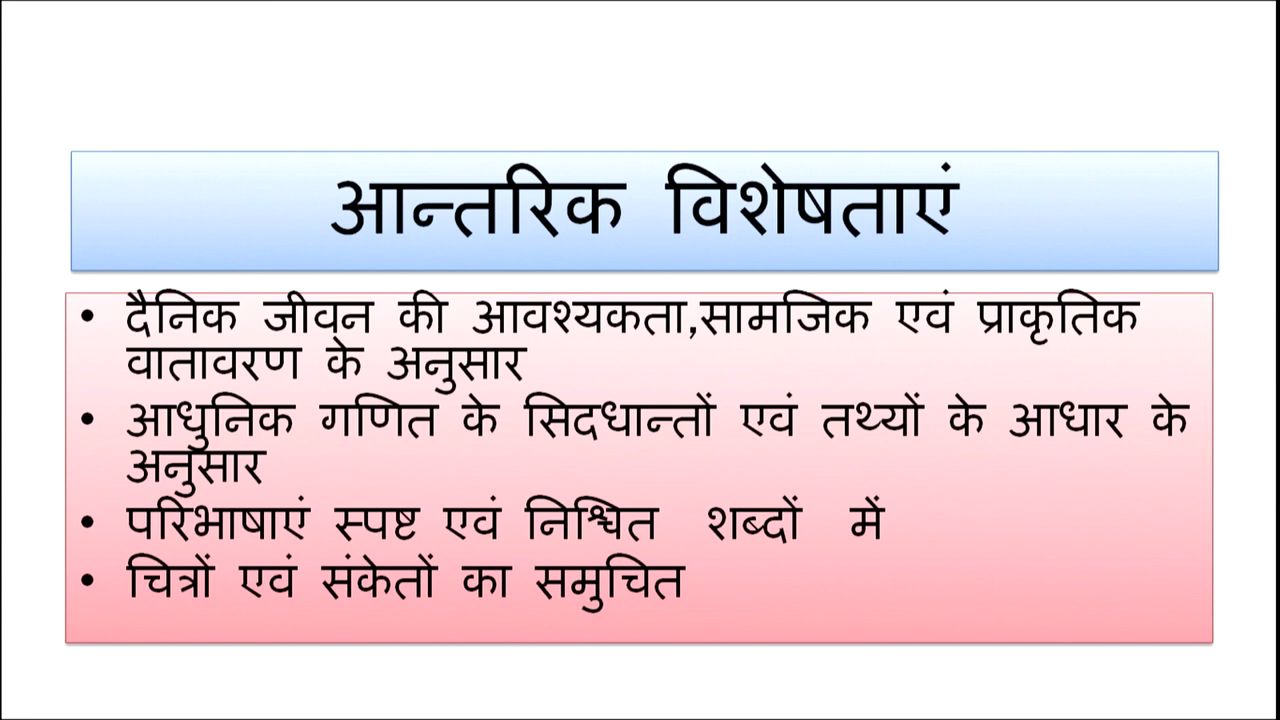 आन्तरिक विशेषताएं
• दैनिक जीवन की आवश्यकता,सामजिक एवं प्राकृतिक
वातावरण के अनुसार
• आधुनिक गणित के सिदधान्तों एवं तथ्यों के आधार के
अनुसार
• परिभाषाएं स्पष्ट एवं निश्चित शब्दों में
• चित्रों एवं संकेतों का समुचित